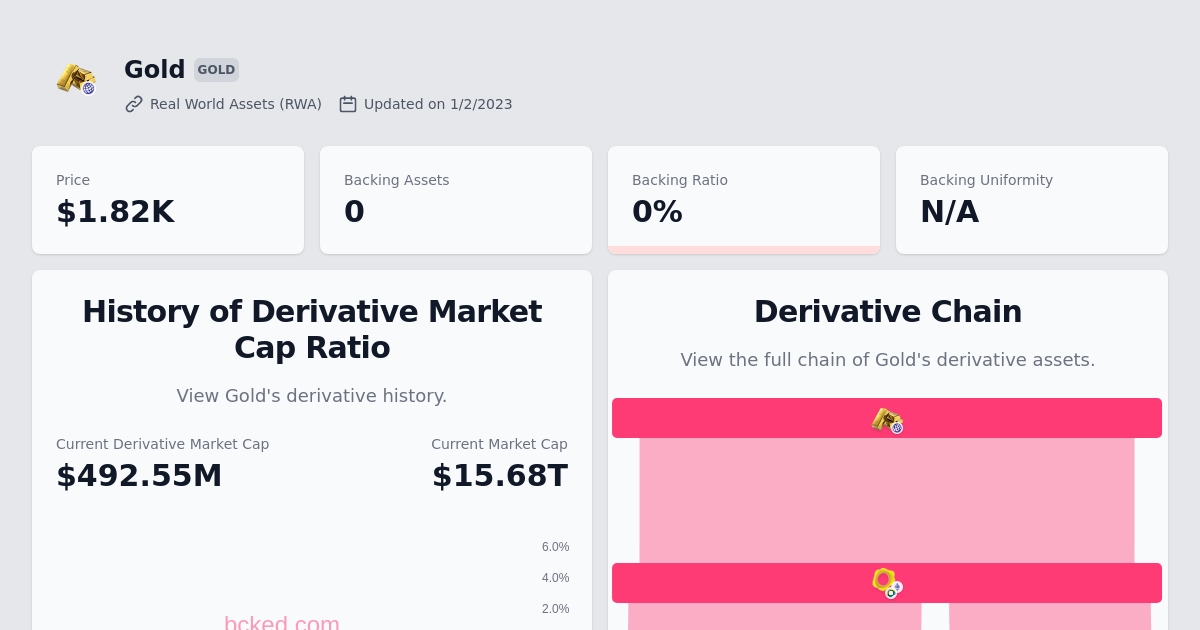 Gold GOLD
Real World Assets (RWA) Updated on 1/2/2023
Price
$1.82K
Backing Assets
0
Backing Ratio
0%
Backing Uniformity
N/A
History of Derivative Market
Cap Ratio
View Gold's derivative history.
Current Derivative Market Cap
$492.55M
Current Market Cap
$15.68T
6.0%
4.0%
2.0%
bcked.com
Derivative Chain
View the full chain of Gold's derivative assets.